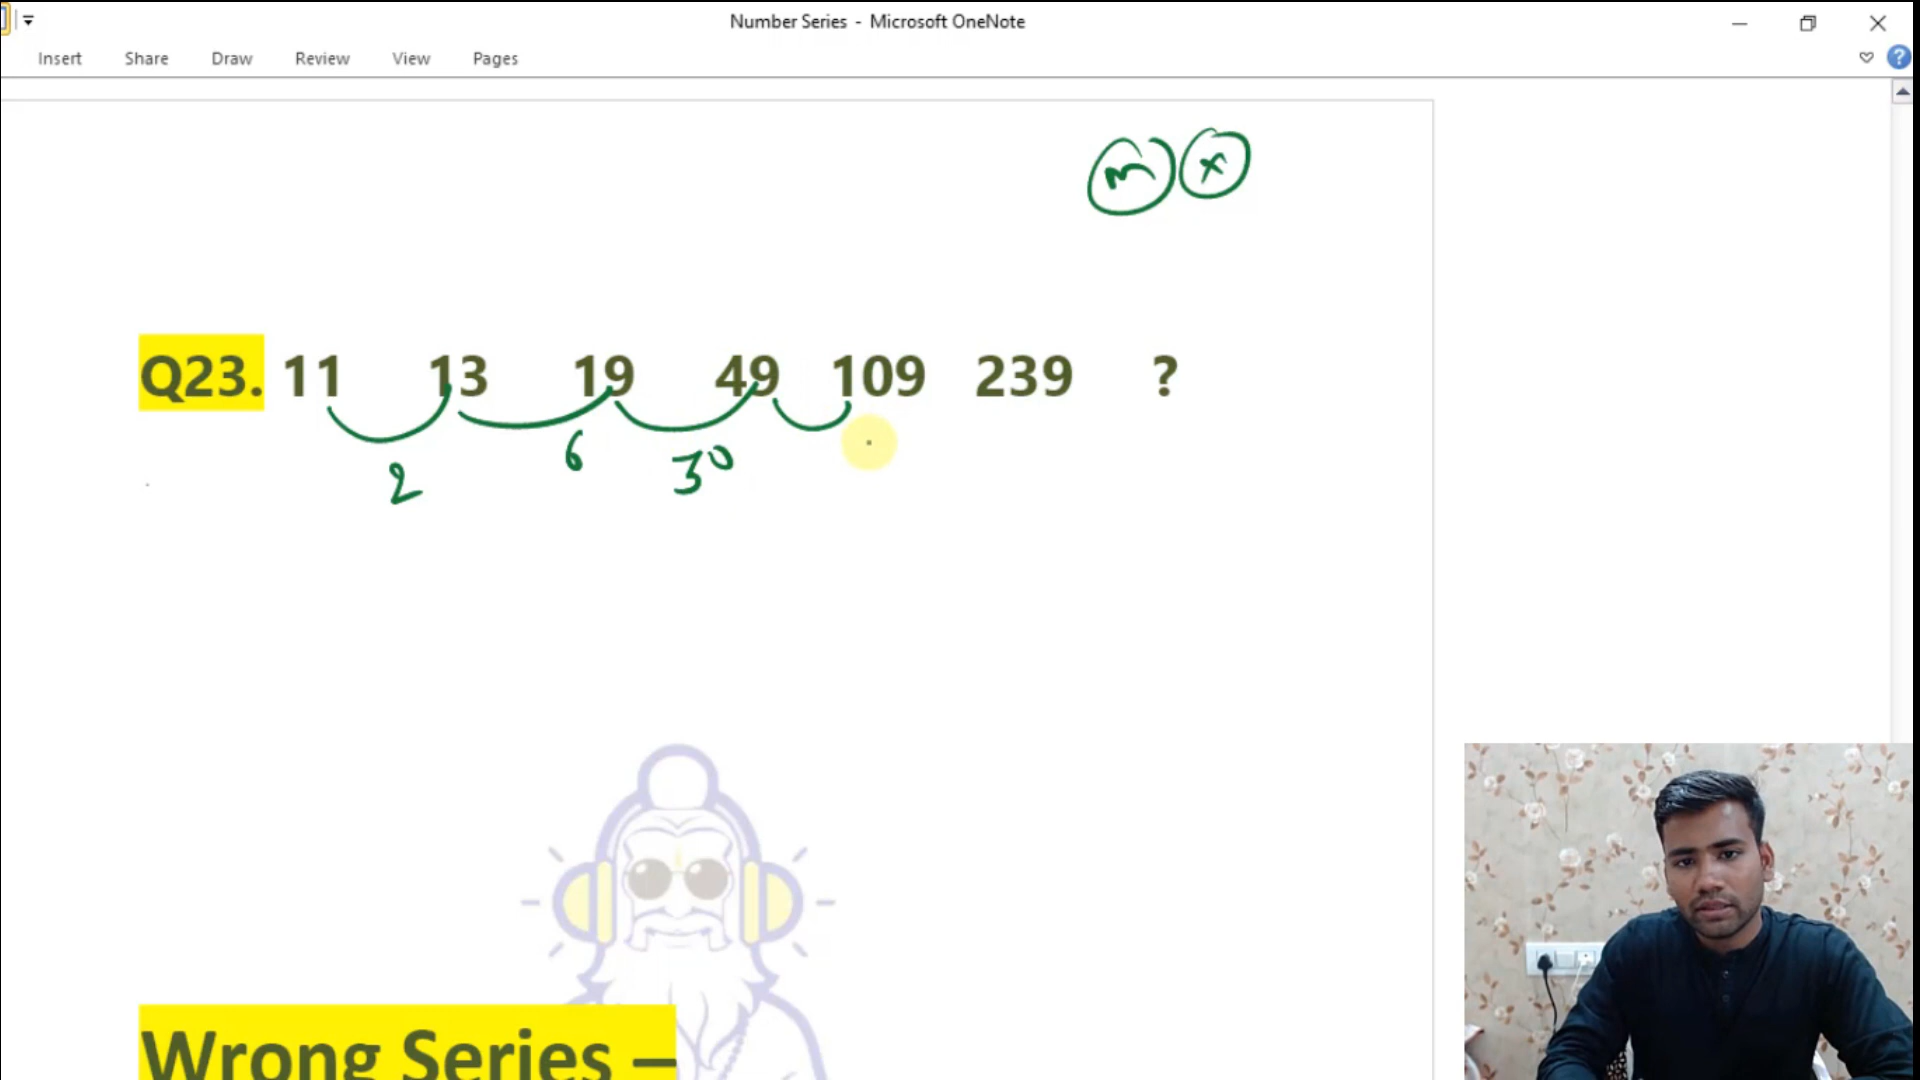 Number Series - Microsoft OneNote
Insert Share Draw Review View Pages
m x
Q23. 11 13 19 49 109 239 ?
2 6 30
Wrong Series –